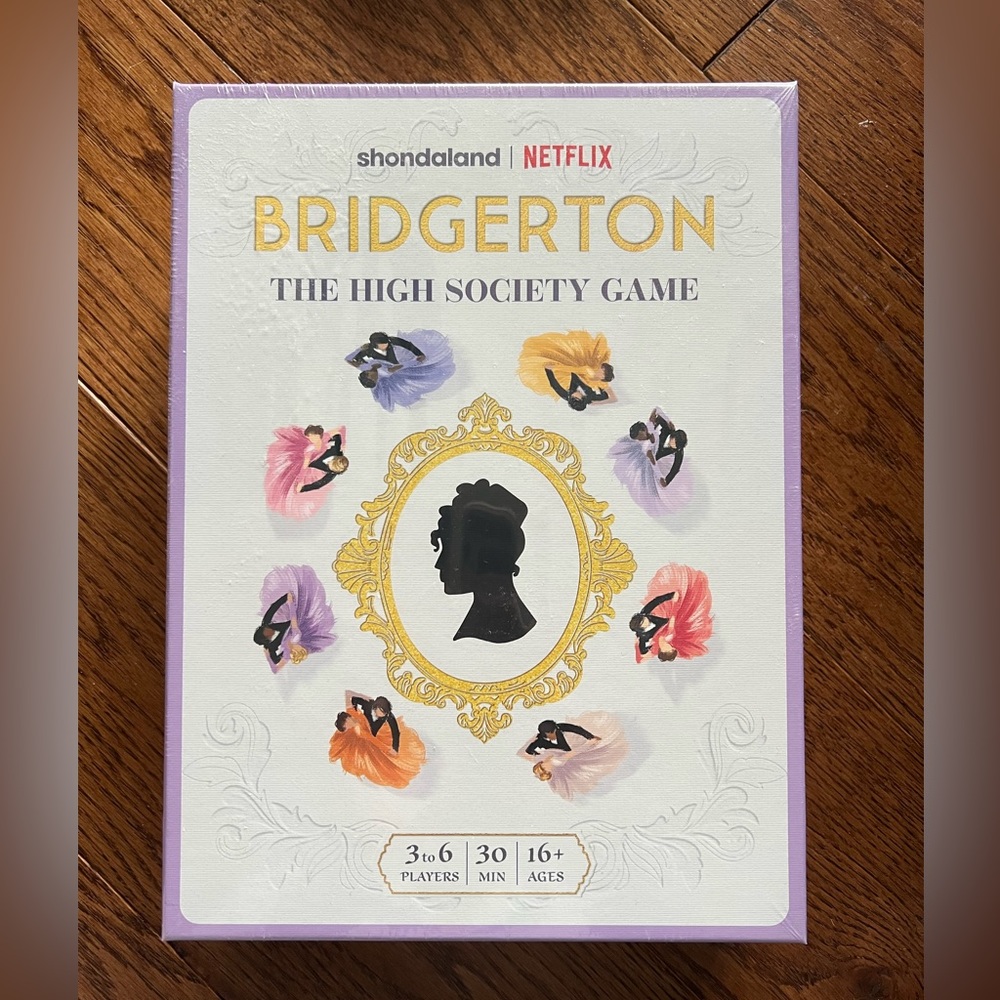 shondaland | NETFLIX
BRIDGERTON
THE HIGH SOCIETY GAME
3 to 6 | 30 | 16+
PLAYERS | MIN | AGES